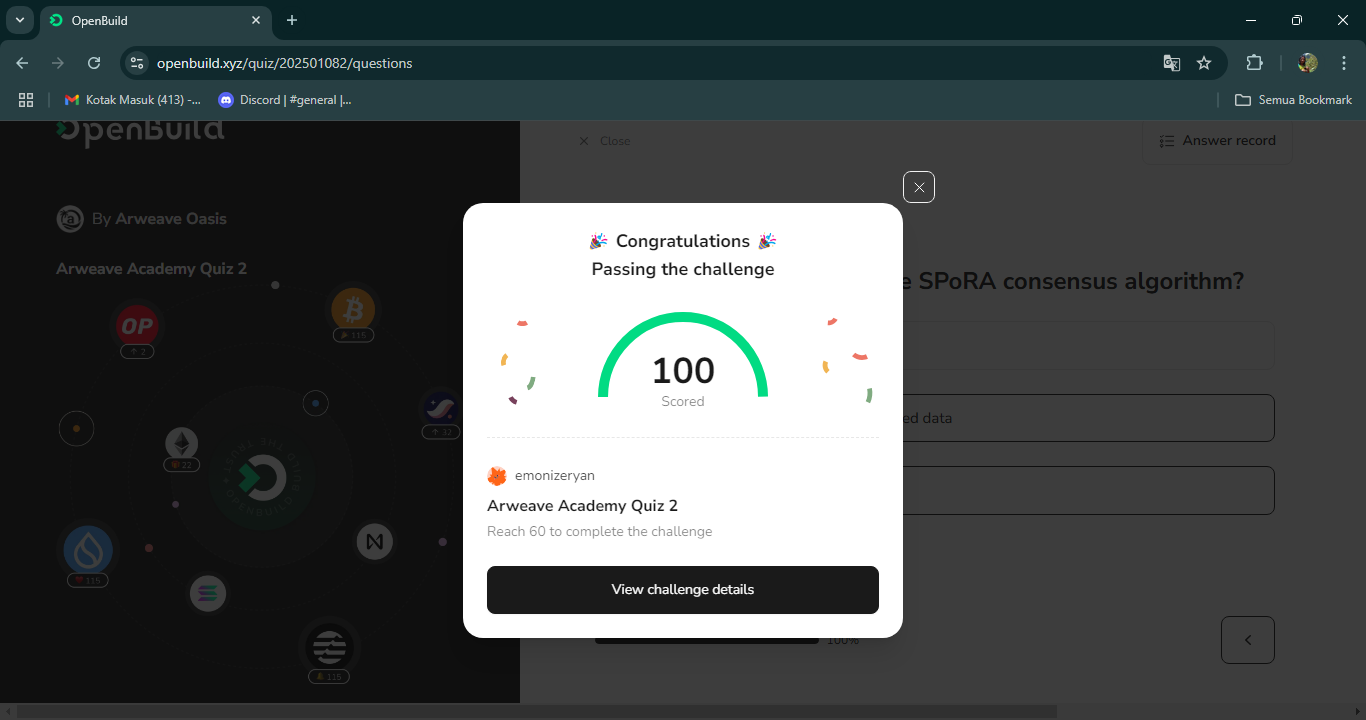 OpenBuild
openbuild.xyz/quiz/202501082/questions
Kotak Masuk (413) -...
Discord | #general |...
Semua Bookmark
OpenBuild
By Arweave Oasis
Arweave Academy Quiz 2
OP
2
115
32
22
115
115
Close
Answer record
e SPoRA consensus algorithm?
ed data
100%
Congratulations
Passing the challenge
100
Scored
emonizeryan
Arweave Academy Quiz 2
Reach 60 to complete the challenge
View challenge details